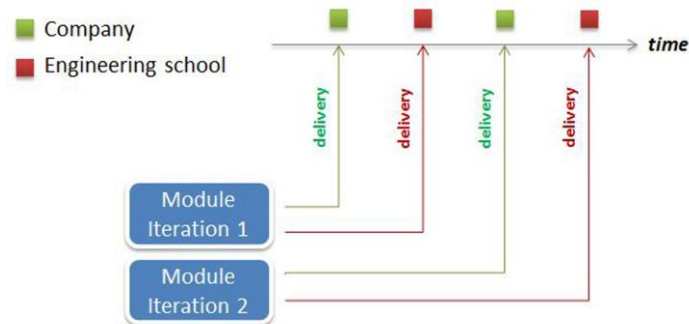 Company
Engineering school
time
delivery
delivery
delivery
delivery
Module
Iteration 1
Module
Iteration 2